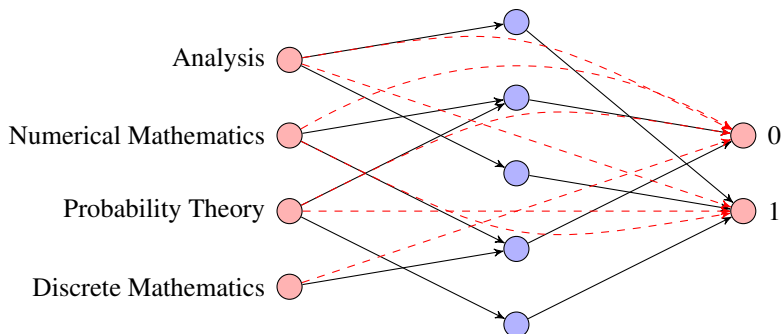 Analysis
Numerical Mathematics
0
Probability Theory
1
Discrete Mathematics